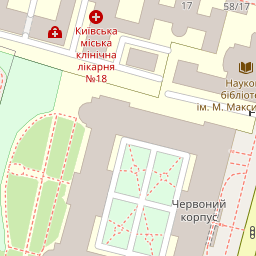 17
58/17
Київська
міська
клінічна
лікарня
№18
Науко
бібліоте
ім. М. Макси
Червоний
корпус